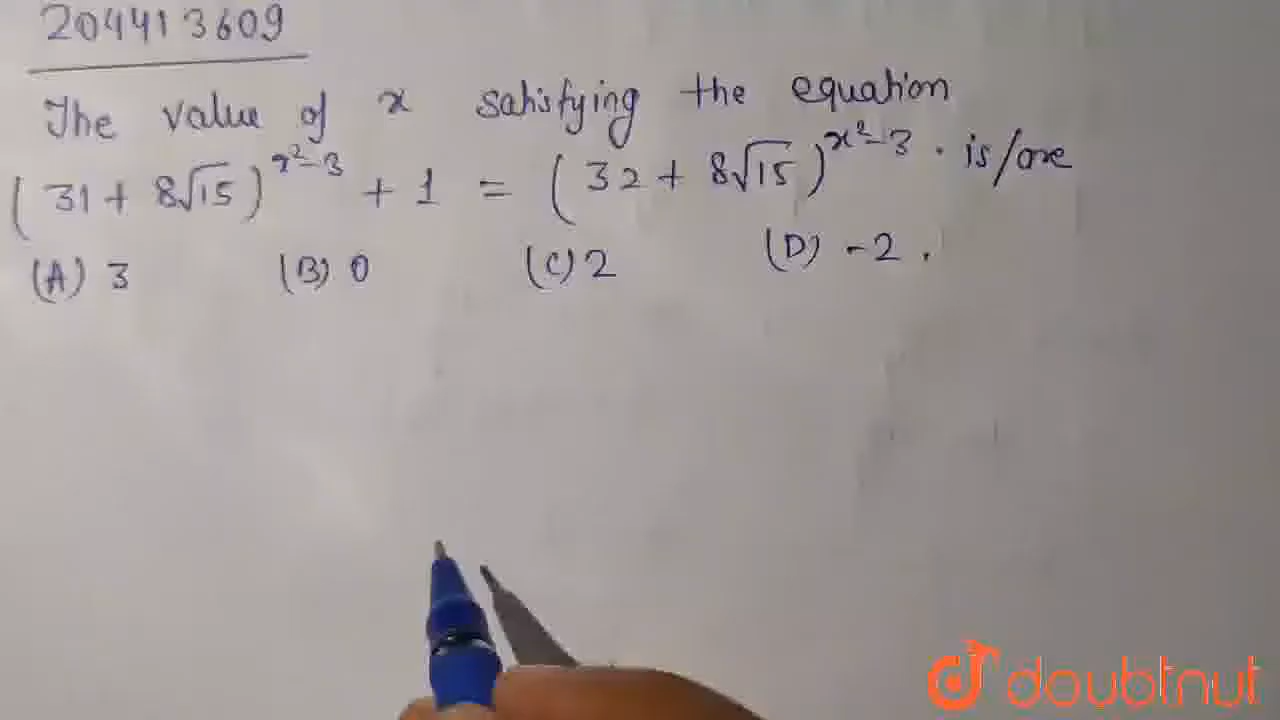 204413609
The value of x satisfying the equation
(31 + 8√15)^x²-3 + 1 = (32 + 8√15)^x²-3 . is/are
(A) 3 (B) 0 (C) 2 (D) -2 .
doubtnut